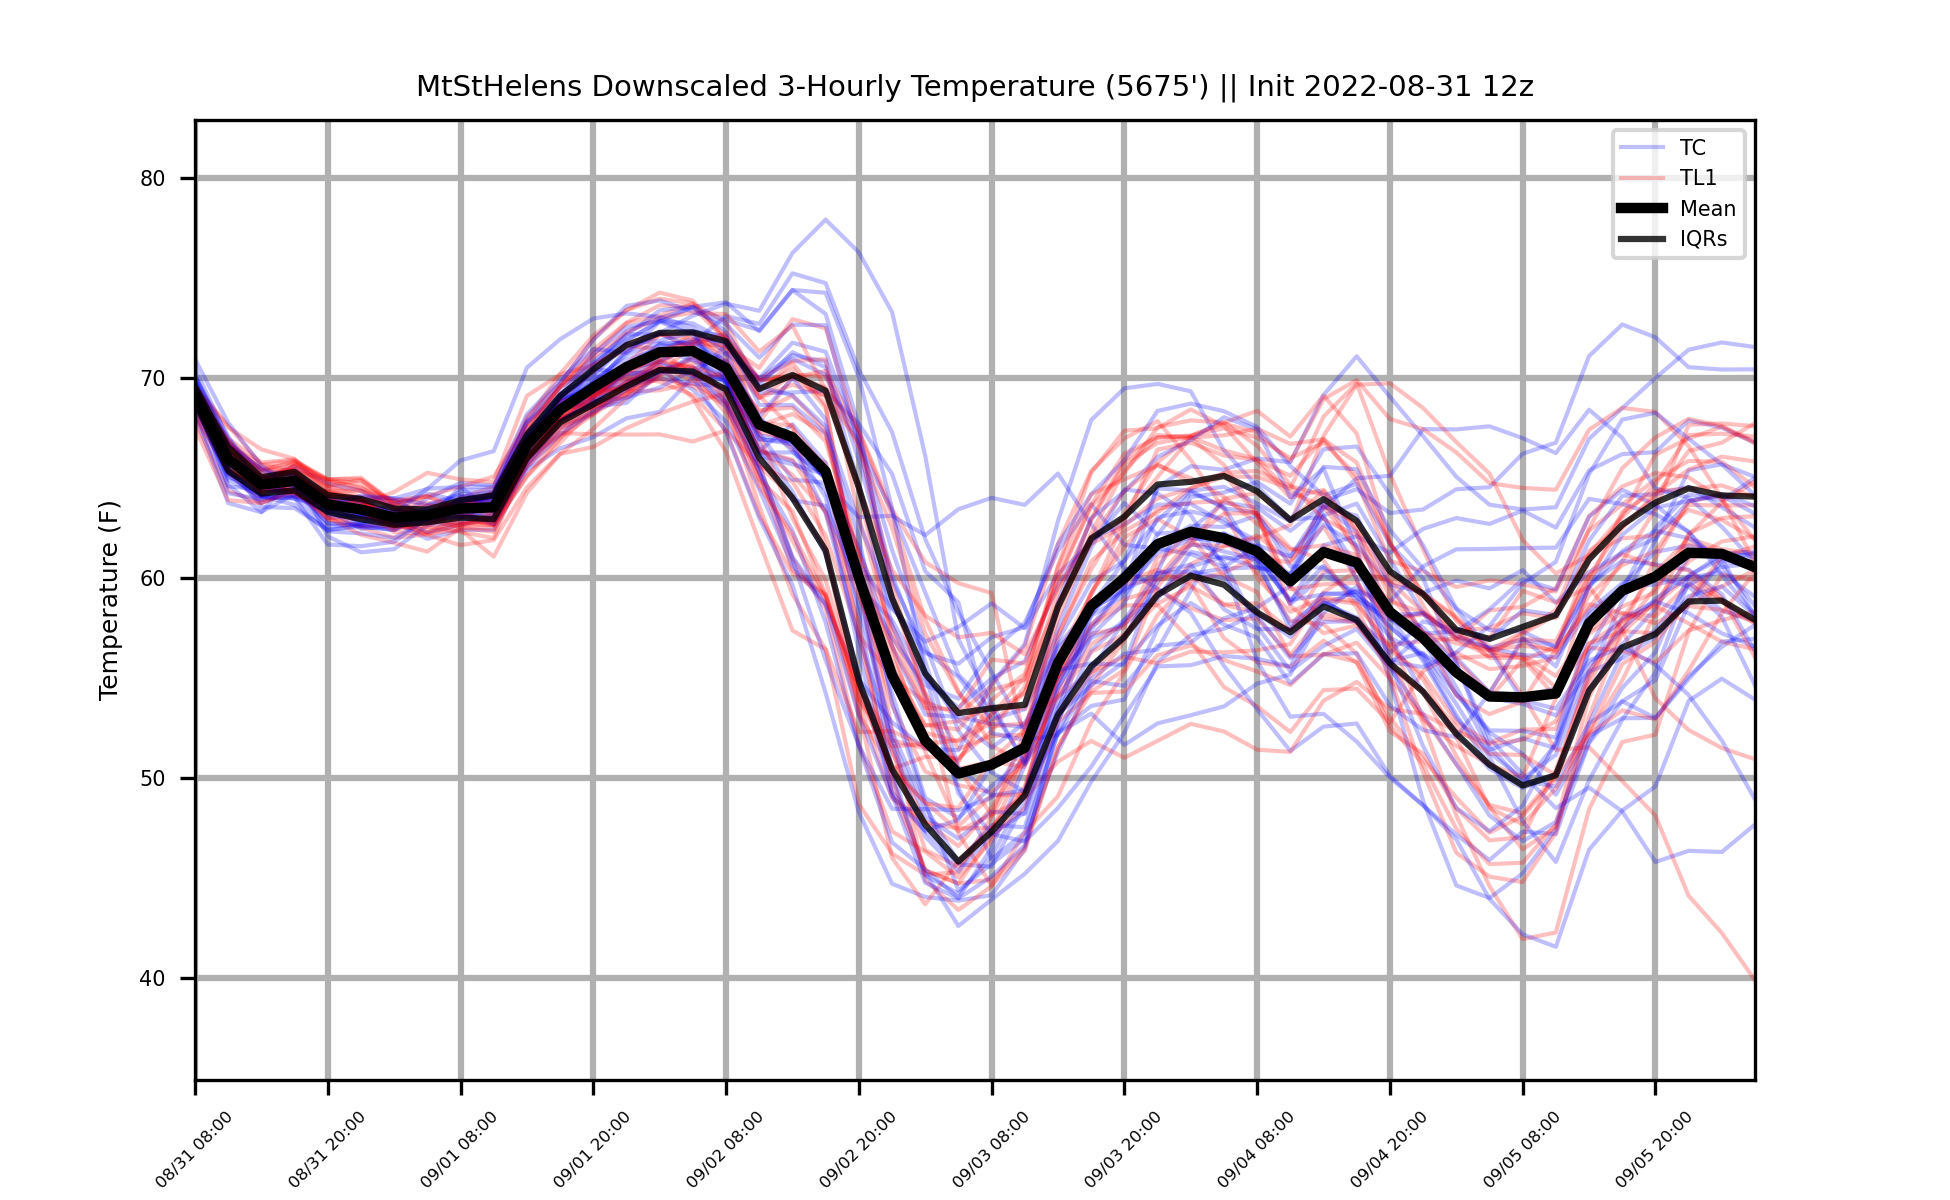 MtStHelens Downscaled 3-Hourly Temperature (5675') || Init 2022-08-31 12z
TC
TL1
Mean
IQRs
Temperature (F)
80
70
60
50
40
08/31 08:00
08/31 20:00
09/01 08:00
09/01 20:00
09/02 08:00
09/02 20:00
09/03 08:00
09/03 20:00
09/04 08:00
09/04 20:00
09/05 08:00
09/05 20:00